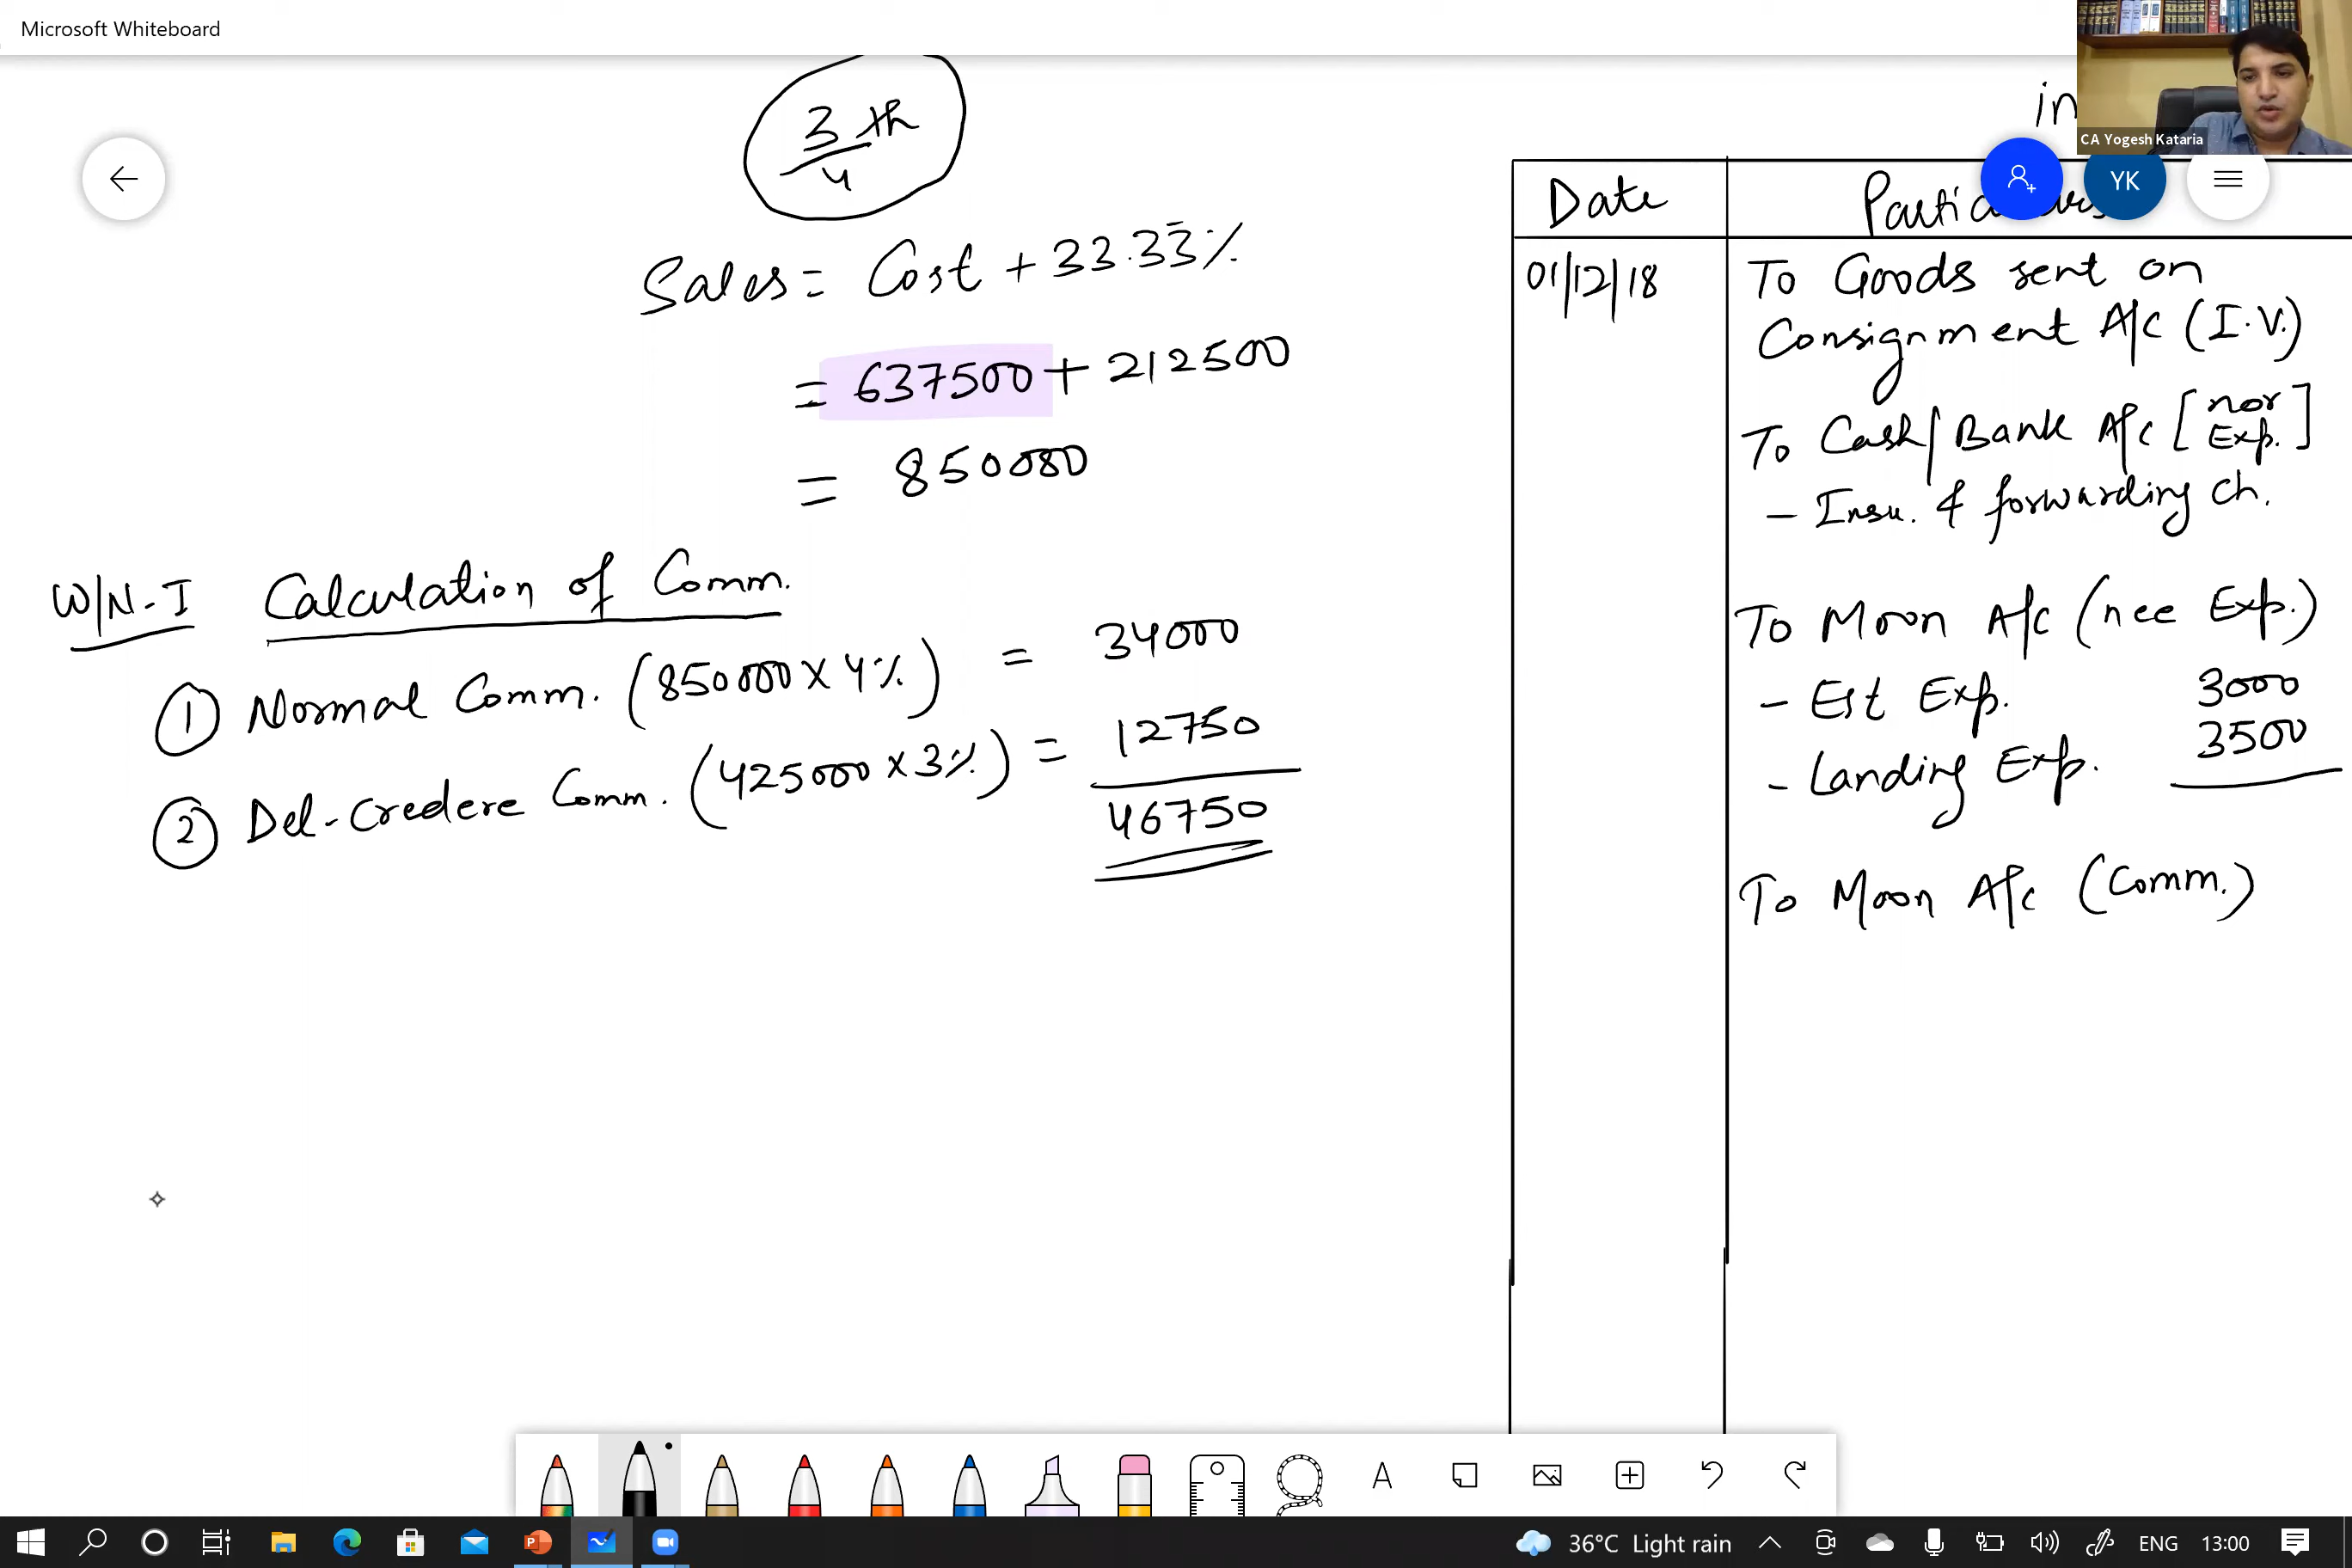 Microsoft Whiteboard
3/4 th
Sales = Cost + 33.33%
= 637500 + 212500
= 850000
W/N-I Calculation of Comm.
① Normal Comm. (850000 x 4%) = 34000
② Del-Credere Comm. (425000 x 3%) = 12750
46750
in
CA Yogesh Kataria
YK
Date
01/12/18
To Goods sent on
Consignment A/c (I.V.)
To Cash/Bank A/c [nor Exp.]
- Insu. & forwarding ch.
To Moon A/c (nec Exp.)
- Est Exp. 3000
- Landing Exp. 3500
To Moon A/c (Comm.)
36°C Light rain
ENG
13:00